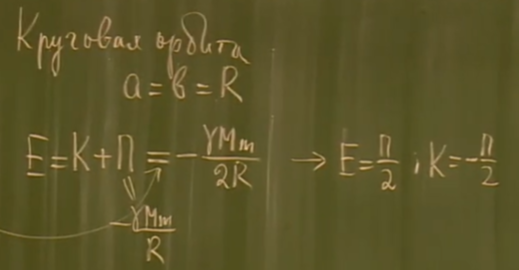 Круговая орбита
a = b = R
E = K + П = - γMm/2R → E = П/2 ; K = - П/2
- γMm/R